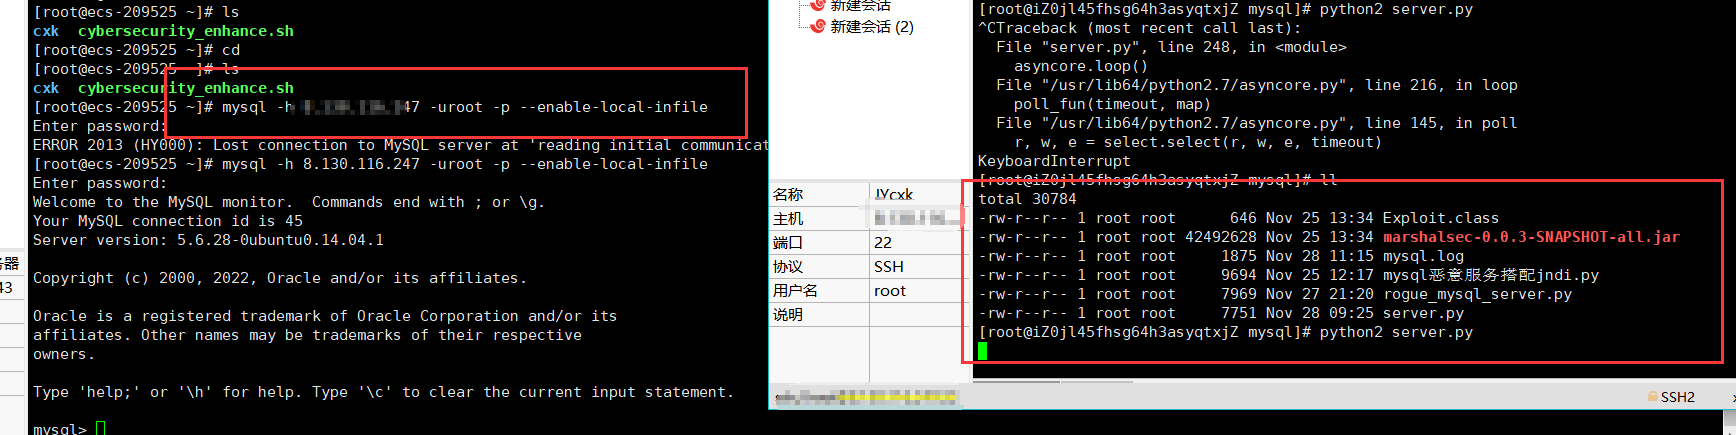 [root@ecs-209525 ~]# ls
cxk  cybersecurity_enhance.sh
[root@ecs-209525 ~]# cd
[root@ecs-209525 ~]# ls
cxk  cybersecurity_enhance.sh
[root@ecs-209525 ~]# mysql -h 247 -uroot -p --enable-local-infile
Enter password:
ERROR 2013 (HY000): Lost connection to MySQL server at 'reading initial communicat
[root@ecs-209525 ~]# mysql -h 8.130.116.247 -uroot -p --enable-local-infile
Enter password:
Welcome to the MySQL monitor.  Commands end with ; or \g.
Your MySQL connection id is 45
Server version: 5.6.28-0ubuntu0.14.04.1
Copyright (c) 2000, 2022, Oracle and/or its affiliates.
Oracle is a registered trademark of Oracle Corporation and/or its
affiliates. Other names may be trademarks of their respective
owners.
Type 'help;' or '\h' for help. Type '\c' to clear the current input statement.
mysql>
务器
43
新建会话
新建会话 (2)
名称 JYcxk
主机
端口 22
协议 SSH
用户名 root
说明
[root@iZ0jl45fhsg64h3asyqtxjZ mysql]# python2 server.py
^CTraceback (most recent call last):
  File "server.py", line 248, in <module>
    asyncore.loop()
  File "/usr/lib64/python2.7/asyncore.py", line 216, in loop
    poll_fun(timeout, map)
  File "/usr/lib64/python2.7/asyncore.py", line 145, in poll
    r, w, e = select.select(r, w, e, timeout)
KeyboardInterrupt
[root@iZ0jl45fhsg64h3asyqtxjZ mysql]# ll
total 30784
-rw-r--r-- 1 root root      646 Nov 25 13:34 Exploit.class
-rw-r--r-- 1 root root 42492628 Nov 25 13:34 marshalsec-0.0.3-SNAPSHOT-all.jar
-rw-r--r-- 1 root root     1875 Nov 28 11:15 mysql.log
-rw-r--r-- 1 root root     9694 Nov 25 12:17 mysql恶意服务搭配jndi.py
-rw-r--r-- 1 root root     7969 Nov 27 21:20 rogue_mysql_server.py
-rw-r--r-- 1 root root     7751 Nov 28 09:25 server.py
[root@iZ0jl45fhsg64h3asyqtxjZ mysql]# python2 server.py
SSH2